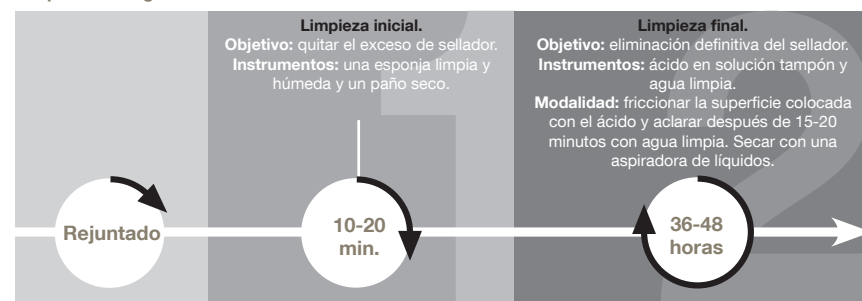 Limpieza inicial.
Objetivo: quitar el exceso de sellador.
Instrumentos: una esponja limpia y
húmeda y un paño seco.
Limpieza final.
Objetivo: eliminación definitiva del sellador.
Instrumentos: ácido en solución tampón y
agua limpia.
Modalidad: friccionar la superficie colocada
con el ácido y aclarar después de 15-20
minutos con agua limpia. Secar con una
aspiradora de líquidos.
Rejuntado
10-20
min.
36-48
horas
1
2